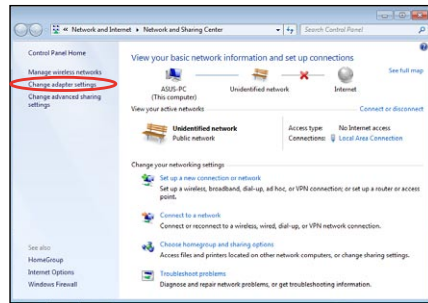 « Network and Internet ▸ Network and Sharing Center
Search Control Panel
Control Panel Home
Manage wireless networks
Change adapter settings
Change advanced sharing
settings
See also
HomeGroup
Internet Options
Windows Firewall
View your basic network information and set up connections
See full map
ASUS-PC
(This computer)
Unidentified network
Internet
View your active networks
Connect or disconnect
Unidentified network
Public network
Access type: No Internet access
Connections: Local Area Connection
Change your networking settings
Set up a new connection or network
Set up a wireless, broadband, dial-up, ad hoc, or VPN connection; or set up a router or access
point.
Connect to a network
Connect or reconnect to a wireless, wired, dial-up, or VPN network connection.
Choose homegroup and sharing options
Access files and printers located on other network computers, or change sharing settings.
Troubleshoot problems
Diagnose and repair network problems, or get troubleshooting information.